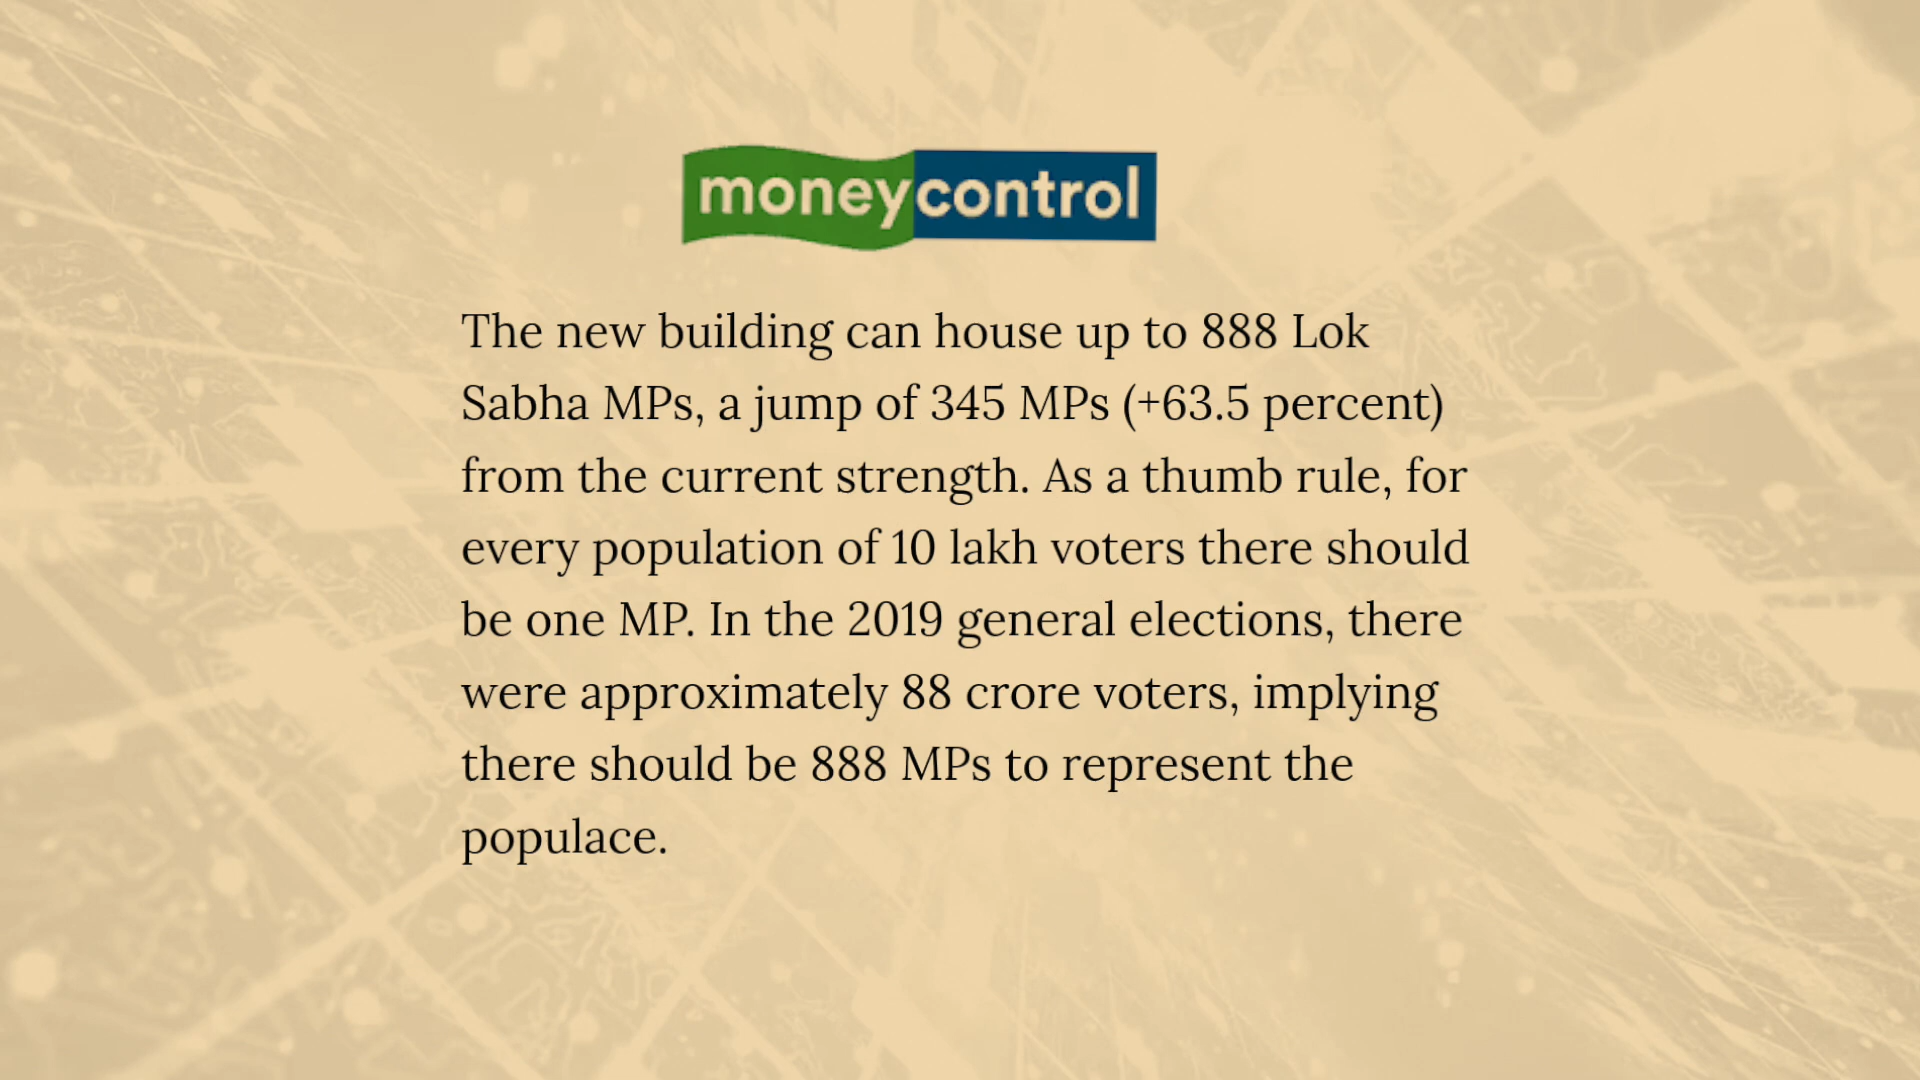 moneycontrol
The new building can house up to 888 Lok
Sabha MPs, a jump of 345 MPs (+63.5 percent)
from the current strength. As a thumb rule, for
every population of 10 lakh voters there should
be one MP. In the 2019 general elections, there
were approximately 88 crore voters, implying
there should be 888 MPs to represent the
populace.